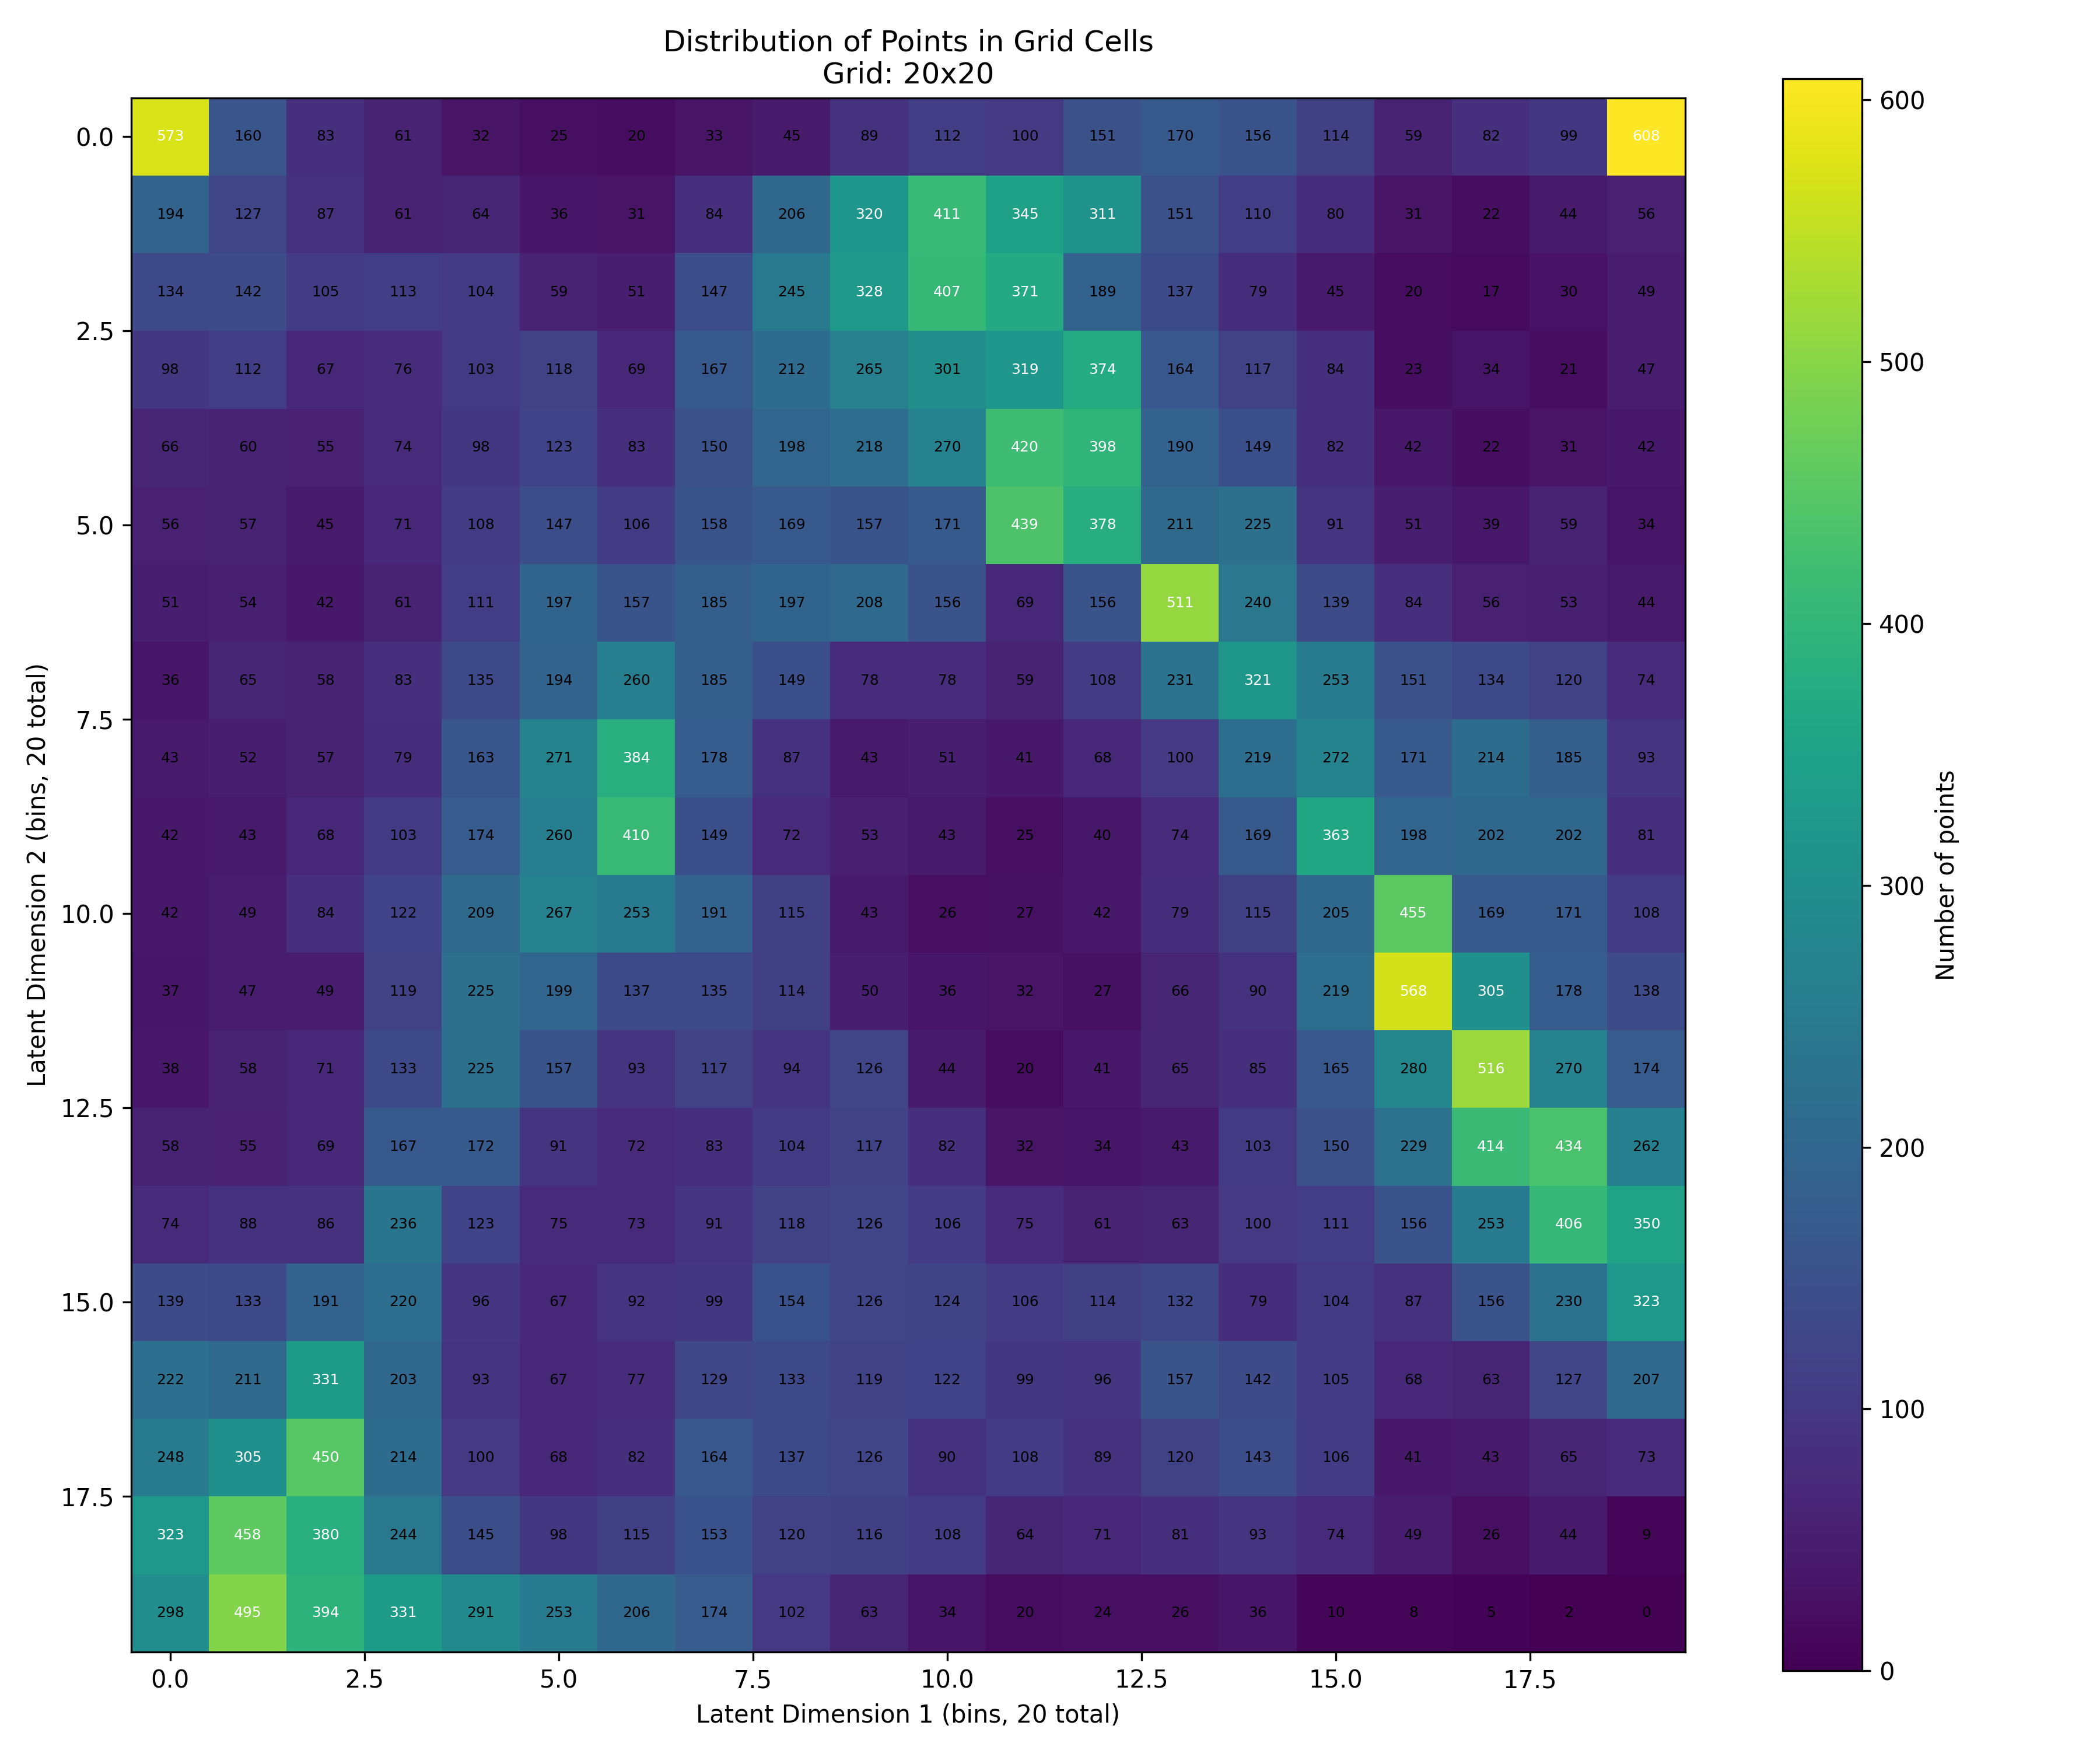 Distribution of Points in Grid Cells
Grid: 20x20
0.0 573 160 83 61 32 25 20 33 45 89 112 100 151 170 156 114 59 82 99 608
194 127 87 61 64 36 31 84 206 320 411 345 311 151 110 80 31 22 44 56
134 142 105 113 104 59 51 147 245 328 407 371 189 137 79 45 20 17 30 49
2.5
98 112 67 76 103 118 69 167 212 265 301 319 374 164 117 84 23 34 21 47
66 60 55 74 98 123 83 150 198 218 270 420 398 190 149 82 42 22 31 42
5.0 56 57 45 71 108 147 106 158 169 157 171 439 378 211 225 91 51 39 59 34
51 54 42 61 111 197 157 185 197 208 156 69 156 511 240 139 84 56 53 44
36 65 58 83 135 194 260 185 149 78 78 59 108 231 321 253 151 134 120 74
7.5
43 52 57 79 163 271 384 178 87 43 51 41 68 100 219 272 171 214 185 93
42 43 68 103 174 260 410 149 72 53 43 25 40 74 169 363 198 202 202 81
10.0 42 49 84 122 209 267 253 191 115 43 26 27 42 79 115 205 455 169 171 108
37 47 49 119 225 199 137 135 114 50 36 32 27 66 90 219 568 305 178 138
38 58 71 133 225 157 93 117 94 126 44 20 41 65 85 165 280 516 270 174
12.5
58 55 69 167 172 91 72 83 104 117 82 32 34 43 103 150 229 414 434 262
74 88 86 236 123 75 73 91 118 126 106 75 61 63 100 111 156 253 406 350
15.0 139 133 191 220 96 67 92 99 154 126 124 106 114 132 79 104 87 156 230 323
222 211 331 203 93 67 77 129 133 119 122 99 96 157 142 105 68 63 127 207
248 305 450 214 100 68 82 164 137 126 90 108 89 120 143 106 41 43 65 73
17.5
323 458 380 244 145 98 115 153 120 116 108 64 71 81 93 74 49 26 44 9
298 495 394 331 291 253 206 174 102 63 34 20 24 26 36 10 8 5 2 0
0.0 2.5 5.0 7.5 10.0 12.5 15.0 17.5
Latent Dimension 1 (bins, 20 total)
Latent Dimension 2 (bins, 20 total)
600
500
400
300
200
100
0
Number of points